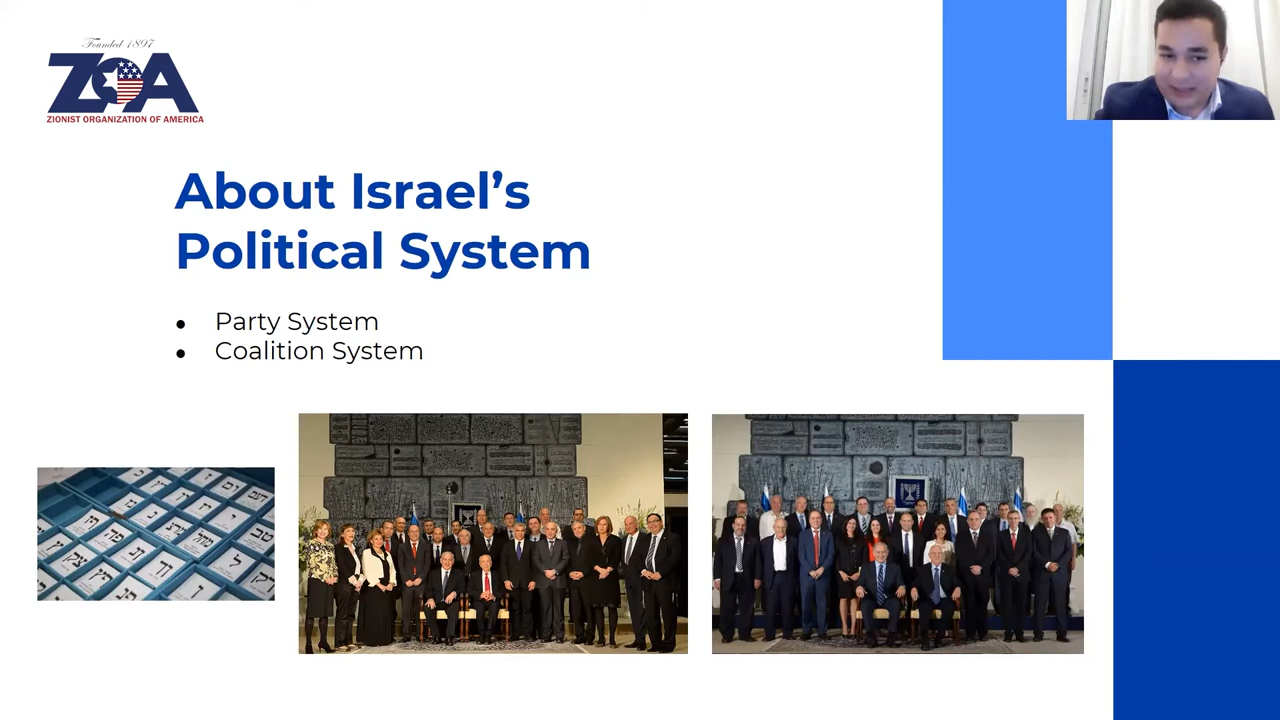 Founded 1897
ZOA
ZIONIST ORGANIZATION OF AMERICA
About Israel’s
Political System
● Party System
● Coalition System